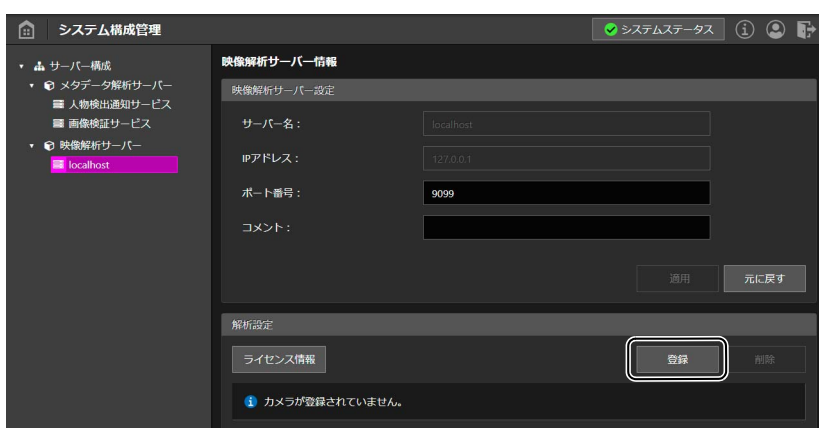 システム構成管理
システムステータス
サーバー構成
メタデータ解析サーバー
人物検出通知サービス
画像検証サービス
映像解析サーバー
localhost
映像解析サーバー情報
映像解析サーバー設定
サーバー名：
localhost
IPアドレス：
127.0.0.1
ポート番号：
9099
コメント：
適用
元に戻す
解析設定
ライセンス情報
登録
削除
カメラが登録されていません。